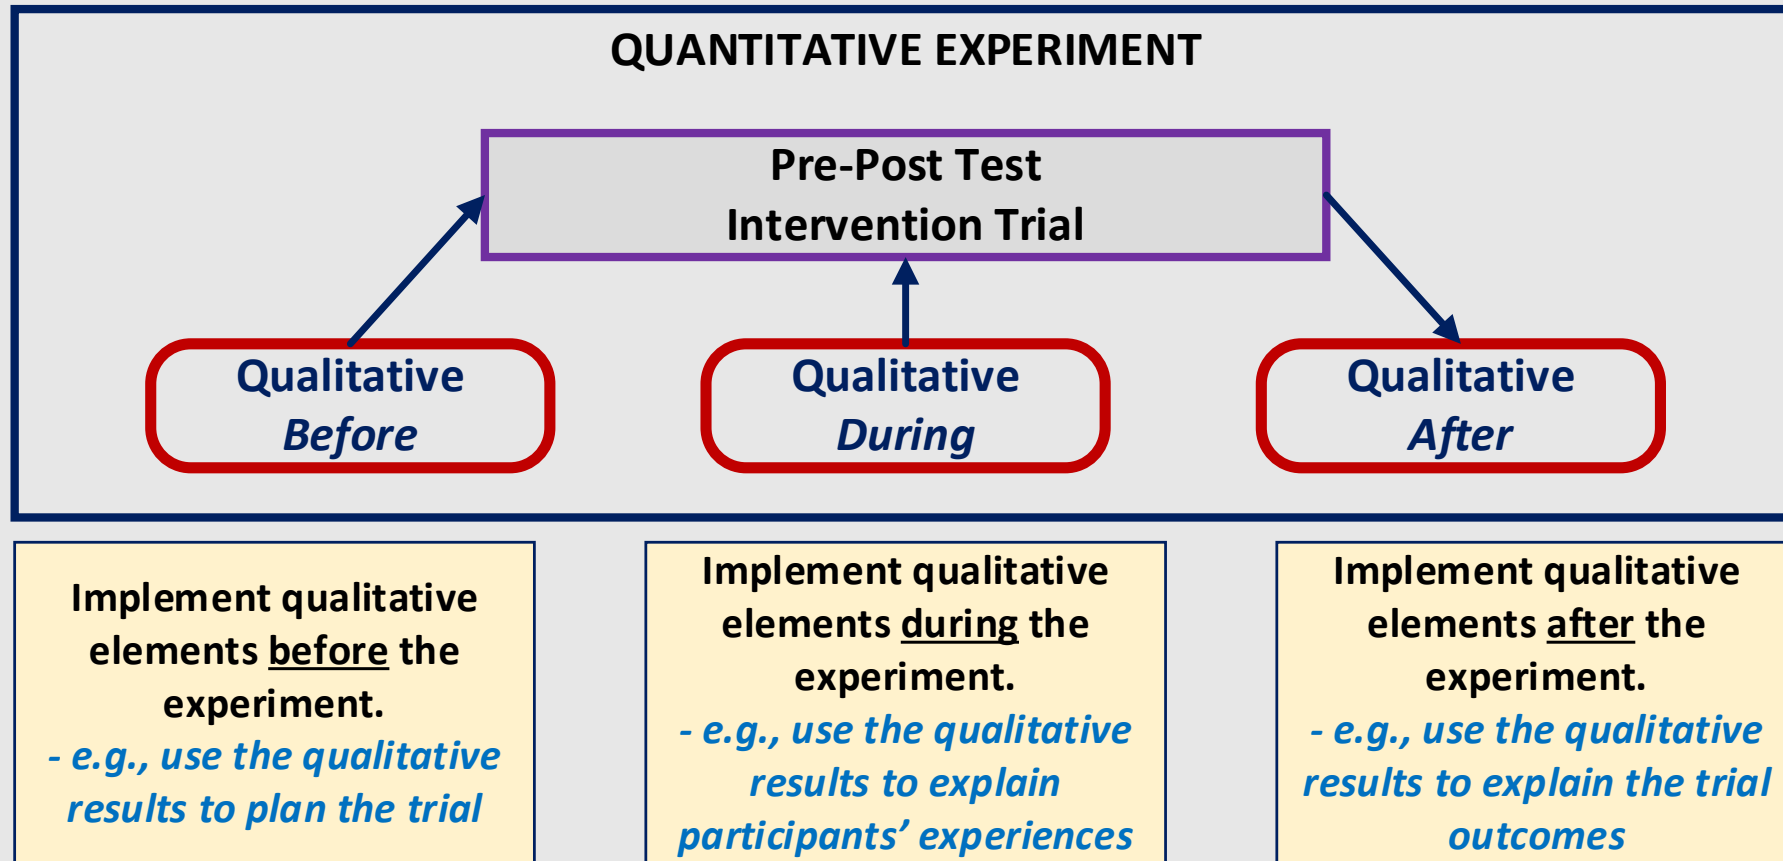 QUANTITATIVE EXPERIMENT
Pre-Post Test
Intervention Trial
Qualitative
Before
Qualitative
During
Qualitative
After
Implement qualitative
elements before the
experiment.
- e.g., use the qualitative
results to plan the trial
Implement qualitative
elements during the
experiment.
- e.g., use the qualitative
results to explain
participants’ experiences
Implement qualitative
elements after the
experiment.
- e.g., use the qualitative
results to explain the trial
outcomes